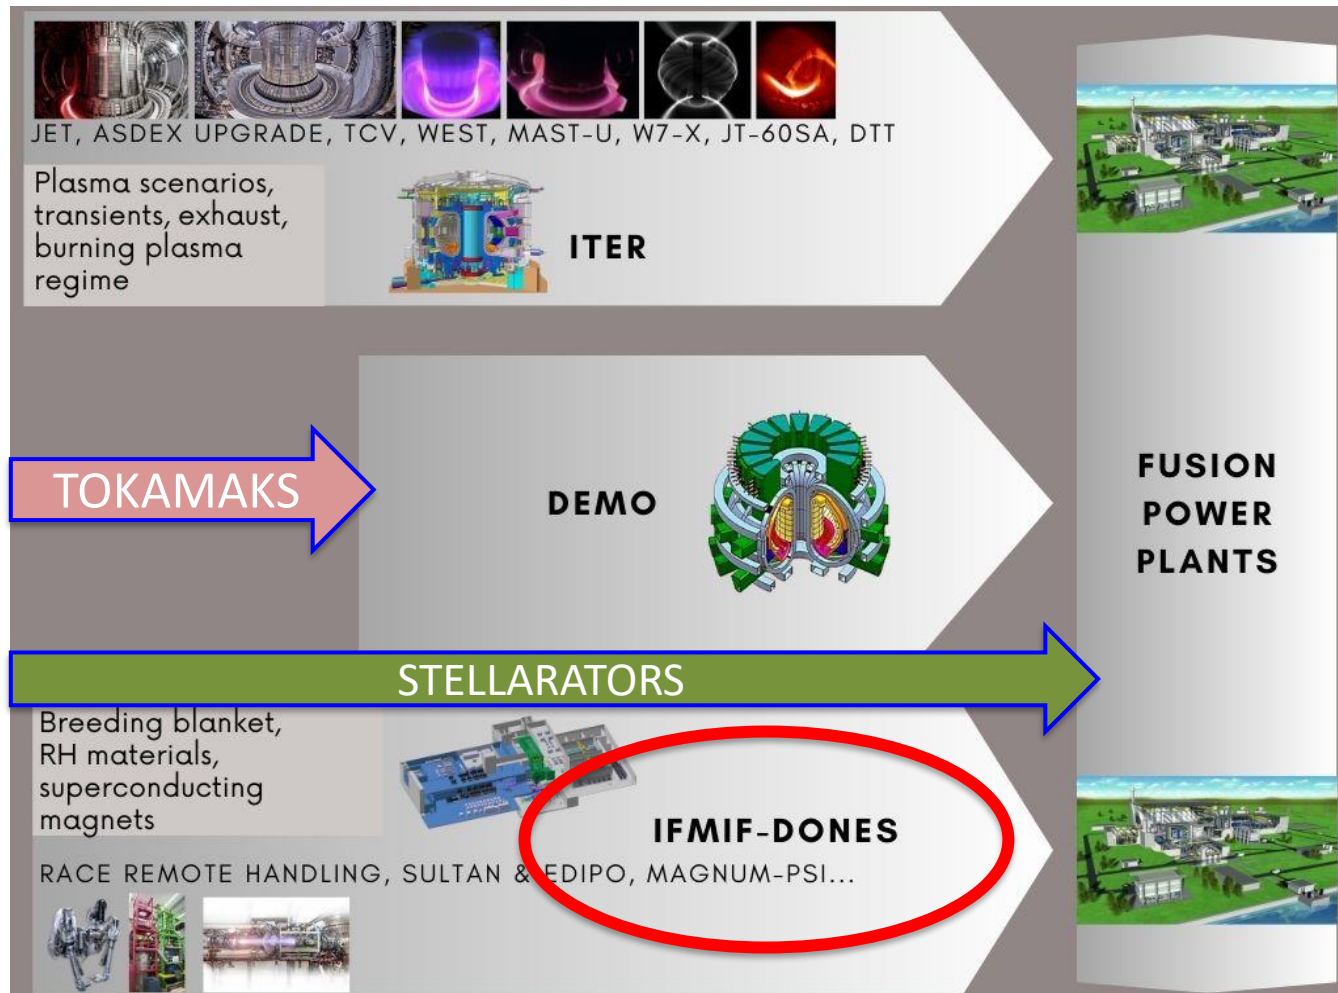 JET, ASDEX UPGRADE, TCV, WEST, MAST-U, W7-X, JT-60SA, DTT
Plasma scenarios,
transients, exhaust,
burning plasma
regime
ITER
TOKAMAKS
DEMO
FUSION
POWER
PLANTS
STELLARATORS
Breeding blanket,
RH materials,
superconducting
magnets
IFMIF-DONES
RACE REMOTE HANDLING, SULTAN & EDIPO, MAGNUM-PSI...